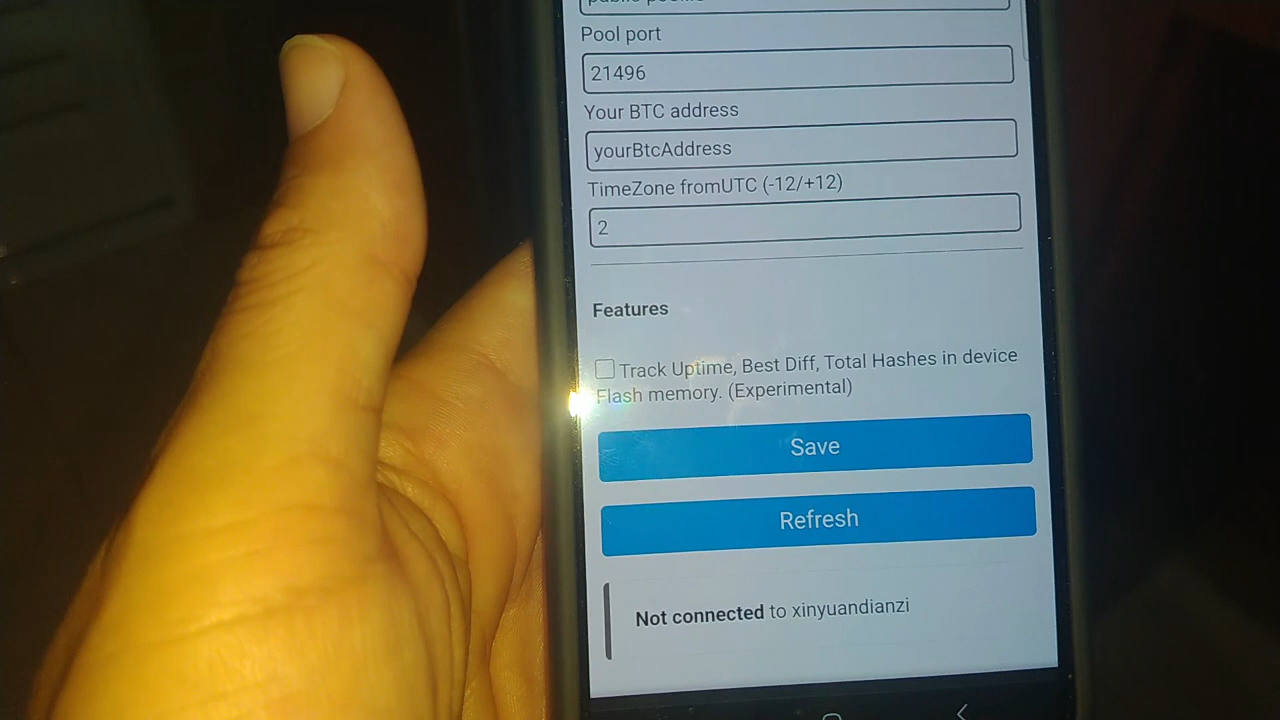 Pool port
21496
Your BTC address
yourBtcAddress
TimeZone fromUTC (-12/+12)
2
Features
Track Uptime, Best Diff, Total Hashes in device
Flash memory. (Experimental)
Save
Refresh
Not connected to xinyuandianzi